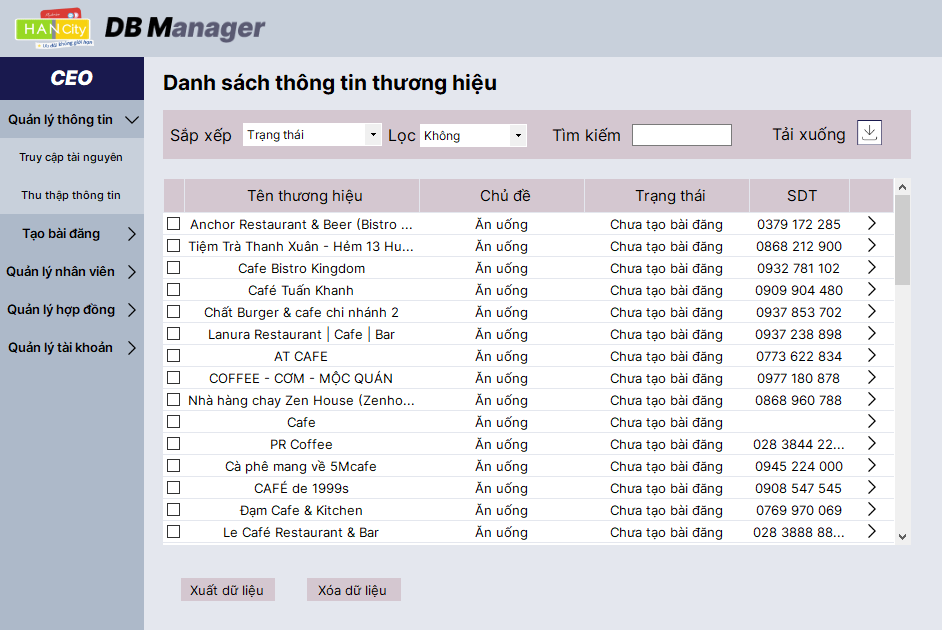 HANCity
DB Manager
CEO
Quản lý thông tin
Truy cập tài nguyên
Thu thập thông tin
Tạo bài đăng
Quản lý nhân viên
Quản lý hợp đồng
Quản lý tài khoản
Danh sách thông tin thương hiệu
Sắp xếp Trạng thái Lọc Không Tìm kiếm Tải xuống
Tên thương hiệu Chủ đề Trạng thái SDT
Anchor Restaurant & Beer (Bistro ... Ăn uống Chưa tạo bài đăng 0379 172 285
Tiệm Trà Thanh Xuân - Hẻm 13 Hu... Ăn uống Chưa tạo bài đăng 0868 212 900
Cafe Bistro Kingdom Ăn uống Chưa tạo bài đăng 0932 781 102
Café Tuấn Khanh Ăn uống Chưa tạo bài đăng 0909 904 480
Chất Burger & cafe chi nhánh 2 Ăn uống Chưa tạo bài đăng 0937 853 702
Lanura Restaurant | Cafe | Bar Ăn uống Chưa tạo bài đăng 0937 238 898
AT CAFE Ăn uống Chưa tạo bài đăng 0773 622 834
COFFEE - CƠM - MỘC QUÁN Ăn uống Chưa tạo bài đăng 0977 180 878
Nhà hàng chay Zen House (Zenho... Ăn uống Chưa tạo bài đăng 0868 960 788
Cafe Ăn uống Chưa tạo bài đăng
PR Coffee Ăn uống Chưa tạo bài đăng 028 3844 22...
Cà phê mang về 5Mcafe Ăn uống Chưa tạo bài đăng 0945 224 000
CAFÉ de 1999s Ăn uống Chưa tạo bài đăng 0908 547 545
Đạm Cafe & Kitchen Ăn uống Chưa tạo bài đăng 0769 970 069
Le Café Restaurant & Bar Ăn uống Chưa tạo bài đăng 028 3888 88...
Xuất dữ liệu Xóa dữ liệu